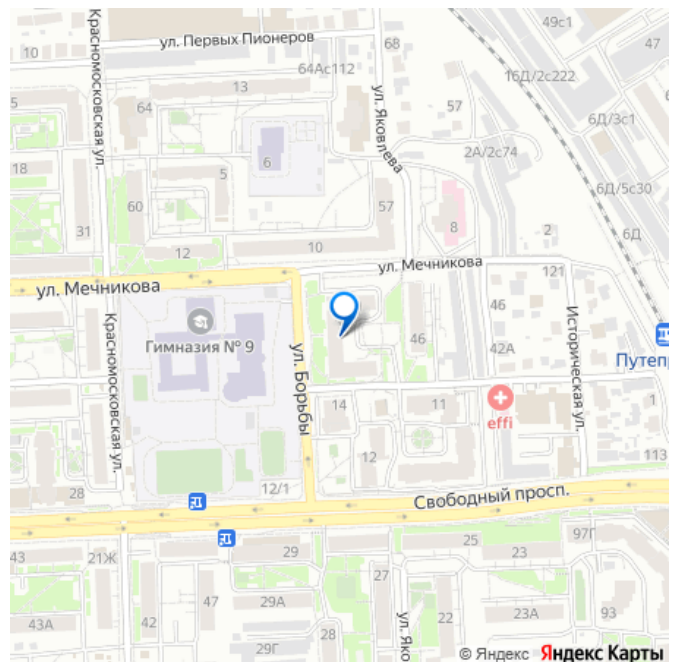 49с1
47
ул. Первых Пионеров
68
10
64Ас112
16Д/2с222
Красномосковская ул.
13
5
64
ул. Яковлева
57
6Д/3с1
6
2А/2с74
18
5
6Д/5с30
60
57
8
31
2
6Д
12
10
ул. Мечникова
121
ул. Мечникова
46
Гимназия № 9
46
42А
Историческая ул.
Красномосковская ул.
ул. Борьбы
Путепр
14
11
effi
1
12
113
28
12/1
Свободный просп.
43
21Ж
29
25
23
97Г
27
47
29А
22
23А
93
43А
42
28
ул. Яко
29Г
© Яндекс Яндекс Карты